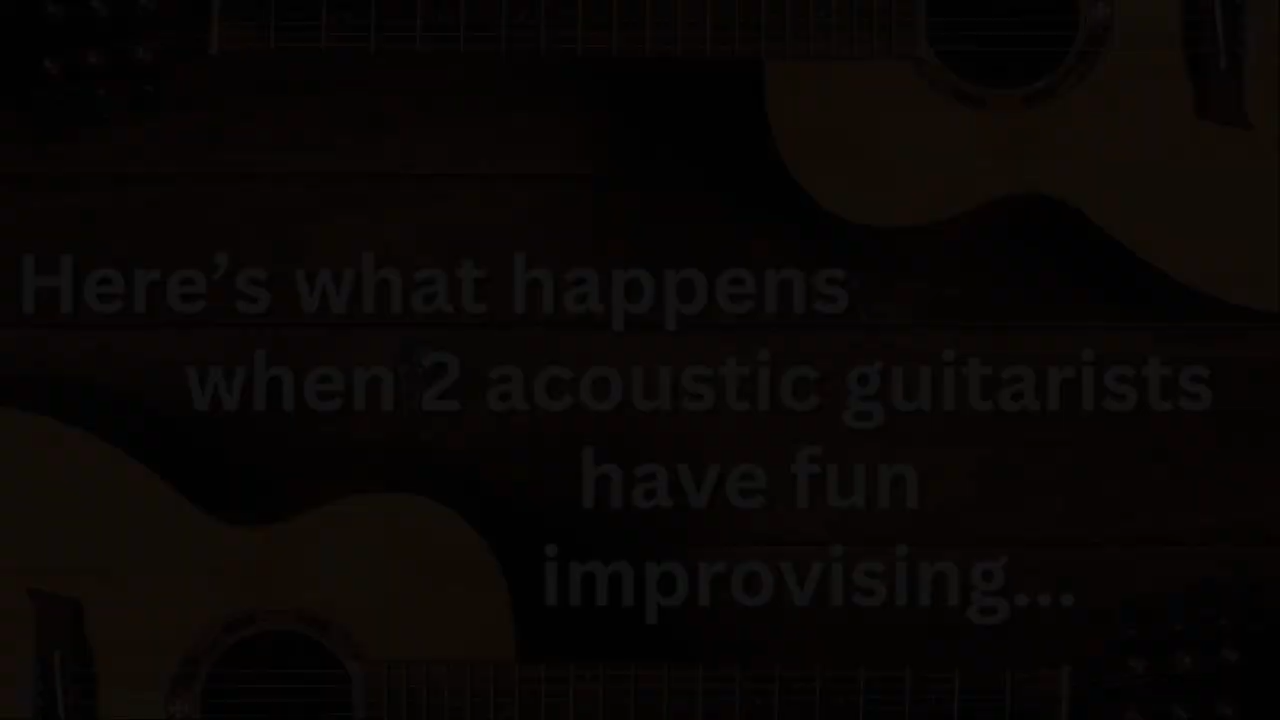 Here’s what happens
when 2 acoustic guitarists
have fun
improvising...